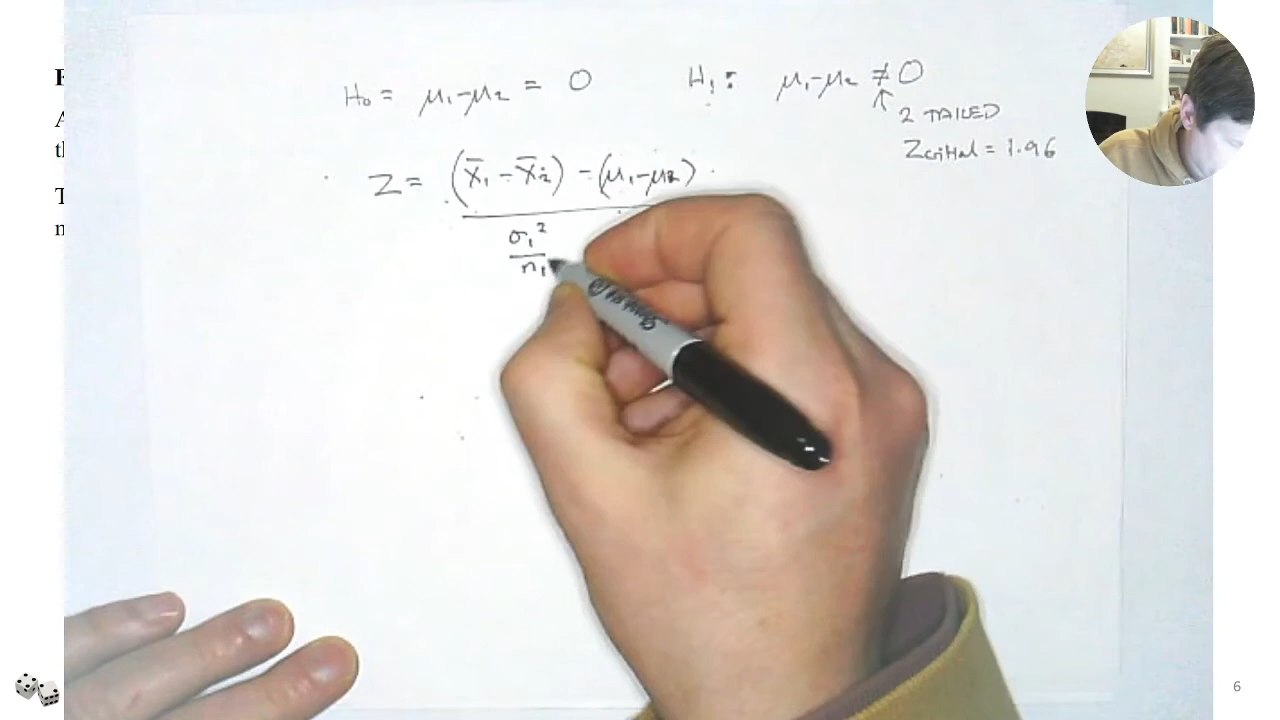 H₀ = μ₁-μ₂ = 0 H₁: μ₁-μ₂ ≠ 0
↑
2 TAILED
Zcritical = 1.96
Z = (X̄₁ - X̄₂) - (μ₁-μ₂)
σ₁²
n₁
6